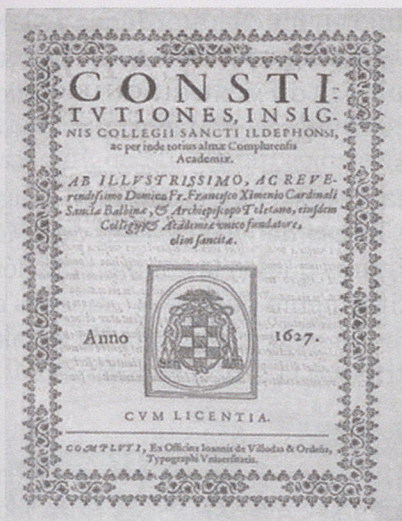 CONSTI
TVTIONES, INSIG-
NIS COLLEGII SANCTI ILDEPHONSI,
ac per inde totius almæ Complutensis
Academiæ.
AB ILLVSTRISSIMO, AC REVE-
rendissimo Domino Fr. Francisco Ximenio Cardinali
Sanctæ Balbinæ, & Archiepiscopo Toletano, eiusdem
Collegij, & Academiæ vnico fundatore,
olim sancitæ.
Anno 1627.
CVM LICENTIA.
COMPLVTI, Ex Officina Ioannis de Villodas & Orduña,
Typographi Vniuersitatis.